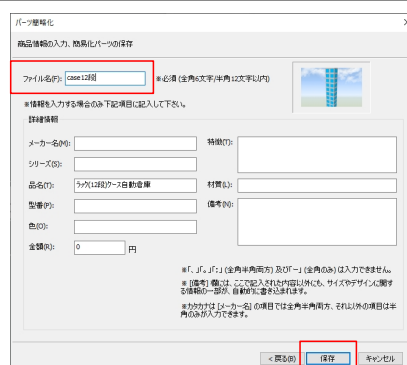 パーツ簡略化
商品情報の入力、簡易化パーツの保存
ファイル名(F): case12段 ※必須 (全角6文字/半角12文字以内)
※情報を入力する場合のみ下記項目に記入して下さい。
詳細情報
メーカー名(M): 特徴(T):
シリーズ(S):
品名(T): ラック(12段)ケース自動倉庫 材質(L):
型番(P): 備考(N):
色(O):
金額(R): 0 円
※「、」「。」「;」 (全角半角両方) 及び「ー」 (全角のみ) は入力できません。
※ [備考] 欄には、ここで記入された内容以外にも、サイズやデザインに関す
る情報の一部が、自動的に書き込まれます。
※カタカナは [メーカー名] の項目では全角半角両方、それ以外の項目は半
角のみが入力できます。
< 戻る(B) 保存 キャンセル